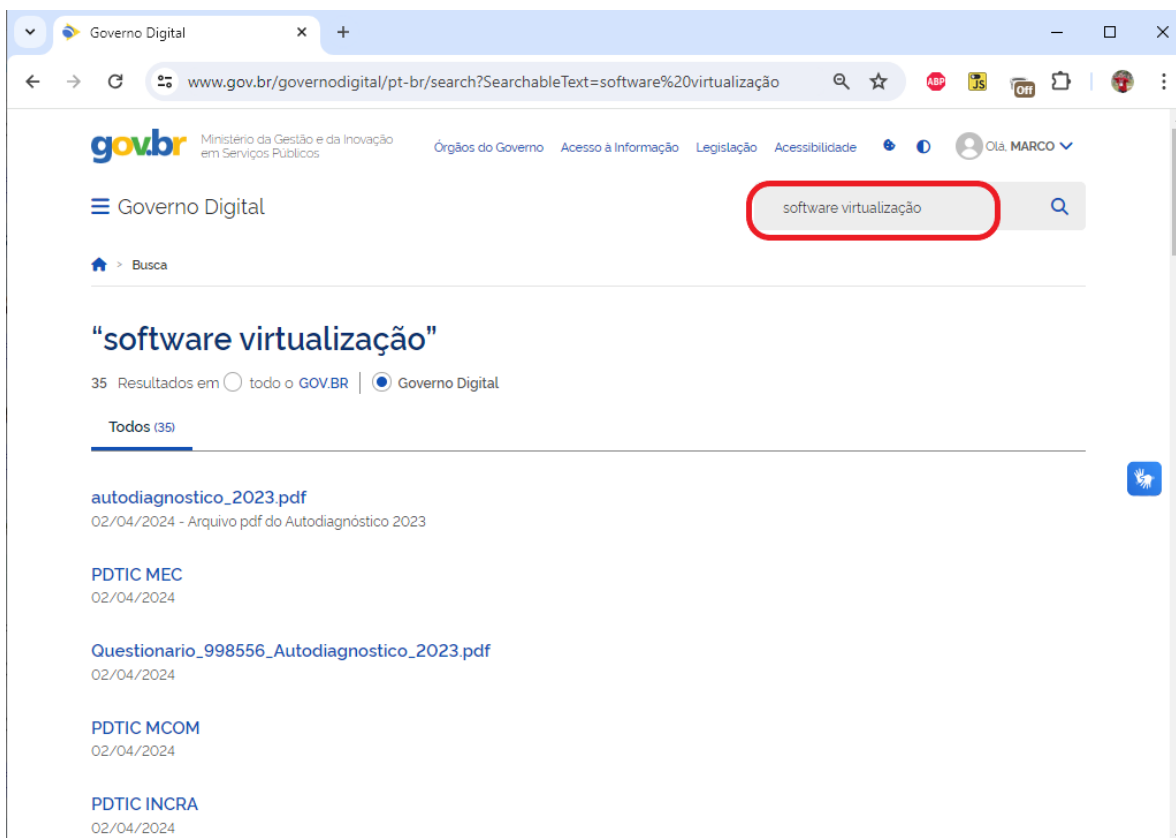 Governo Digital
www.gov.br/governodigital/pt-br/search?SearchableText=software%20virtualização
ABP
JS
Off
gov.br
Ministério da Gestão e da Inovação
em Serviços Públicos
Órgãos do Governo Acesso à Informação Legislação Acessibilidade Olá, MARCO
Governo Digital
software virtualização
> Busca
“software virtualização”
35 Resultados em todo o GOV.BR | Governo Digital
Todos (35)
autodiagnostico_2023.pdf
02/04/2024 - Arquivo pdf do Autodiagnóstico 2023
PDTIC MEC
02/04/2024
Questionario_998556_Autodiagnostico_2023.pdf
02/04/2024
PDTIC MCOM
02/04/2024
PDTIC INCRA
02/04/2024